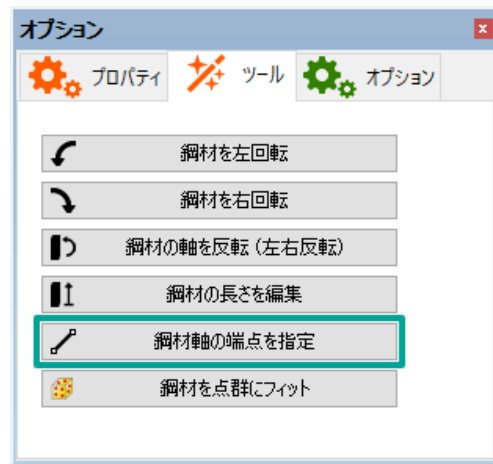 オプション
プロパティ ツール オプション
鋼材を左回転
鋼材を右回転
鋼材の軸を反転（左右反転）
鋼材の長さを編集
鋼材軸の端点を指定
鋼材を点群にフィット